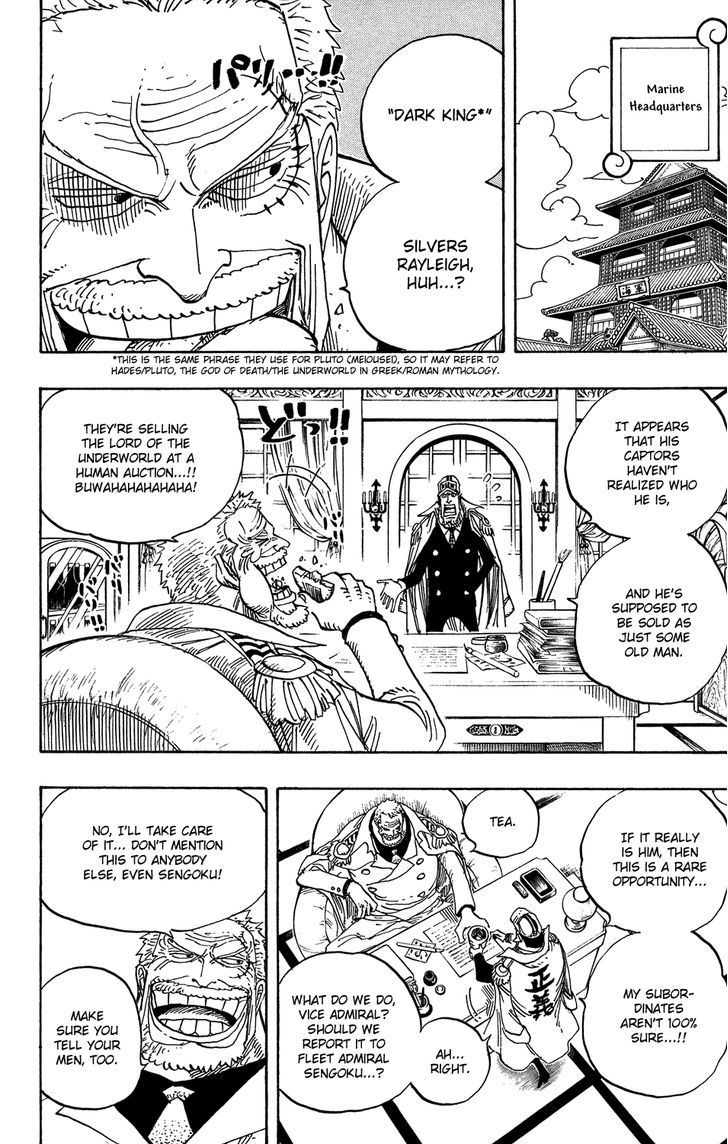 Marine
Headquarters
"DARK KING*"
SILVERS
RAYLEIGH,
HUH...?
パリーー!!
*THIS IS THE SAME PHRASE THEY USE FOR PLUTO (MEIOUSEI), SO IT MAY REFER TO
HADES/PLUTO, THE GOD OF DEATH/THE UNDERWORLD IN GREEK/ROMAN MYTHOLOGY.
IT APPEARS
THAT HIS
CAPTORS
HAVEN'T
REALIZED WHO
HE IS,
AND HE'S
SUPPOSED TO
BE SOLD AS
JUST SOME
OLD MAN.
どっ!!
THEY'RE SELLING
THE LORD OF THE
UNDERWORLD AT A
HUMAN AUCTION...!!
BUWAHAHAHAHAHA!
IF IT REALLY
IS HIM, THEN
THIS IS A RARE
OPPORTUNITY...
MY SUBOR-
DINATES
AREN'T 100%
SURE...!!
TEA.
AH...
RIGHT.
正義
WHAT DO WE DO,
VICE ADMIRAL?
SHOULD WE
REPORT IT TO
FLEET ADMIRAL
SENGOKU...?
NO, I'LL TAKE CARE
OF IT... DON'T MENTION
THIS TO ANYBODY
ELSE, EVEN SENGOKU!
MAKE
SURE YOU
TELL YOUR
MEN, TOO.